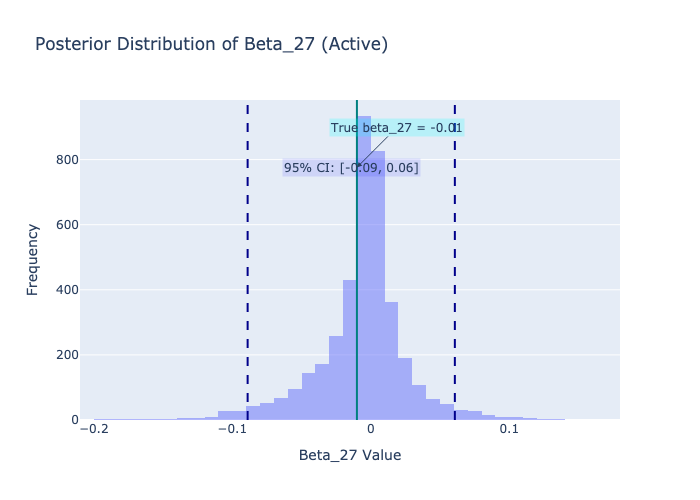 Posterior Distribution of Beta_27 (Active)
True beta_27 = -0.01
95% CI: [-0.09, 0.06]
Frequency
800
600
400
200
0
−0.2
−0.1
0
0.1
Beta_27 Value